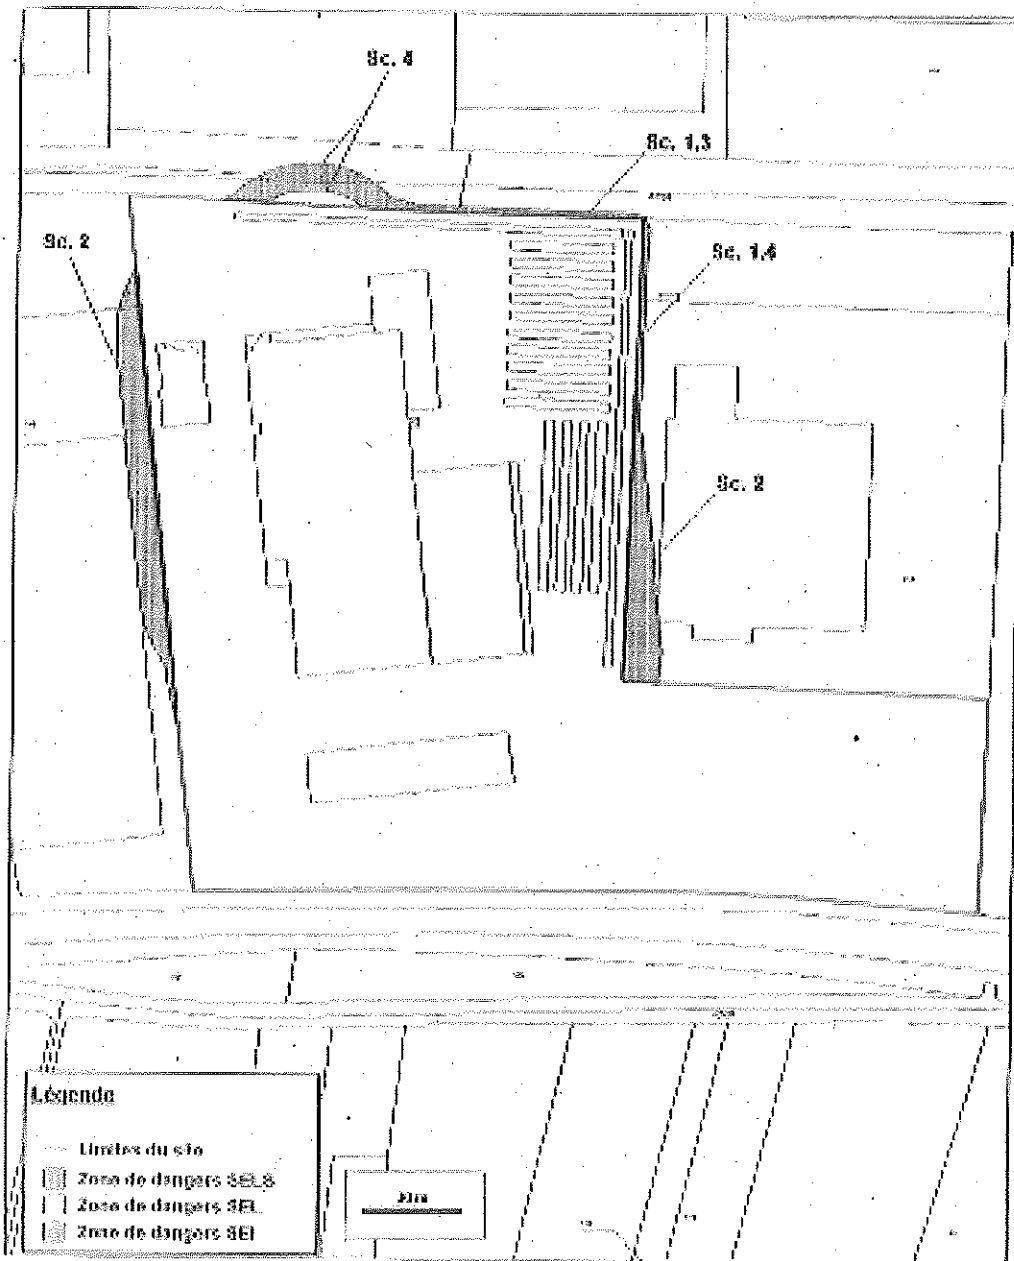 Sc. 4
Sc. 1.3
Sc. 2
Sc. 1.4
Sc. 2
Légende
Limites du site
Zone de dangers SELS
Zone de dangers SEL
Zone de dangers SEI